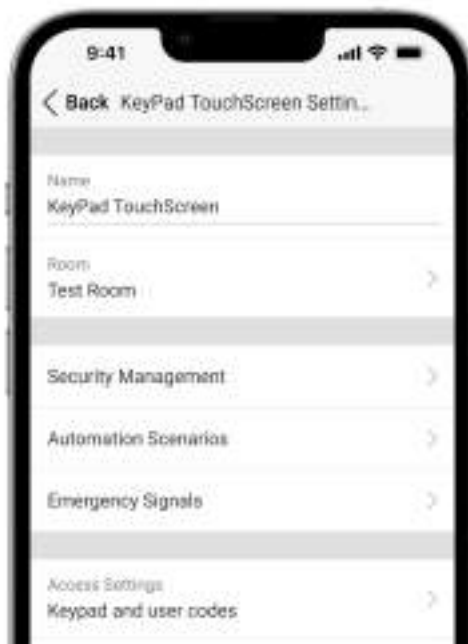 9:41
Back KeyPad TouchScreen Settin...
Name
KeyPad TouchScreen
Room
Test Room
Security Management
Automation Scenarios
Emergency Signals
Access Settings
Keypad and user codes